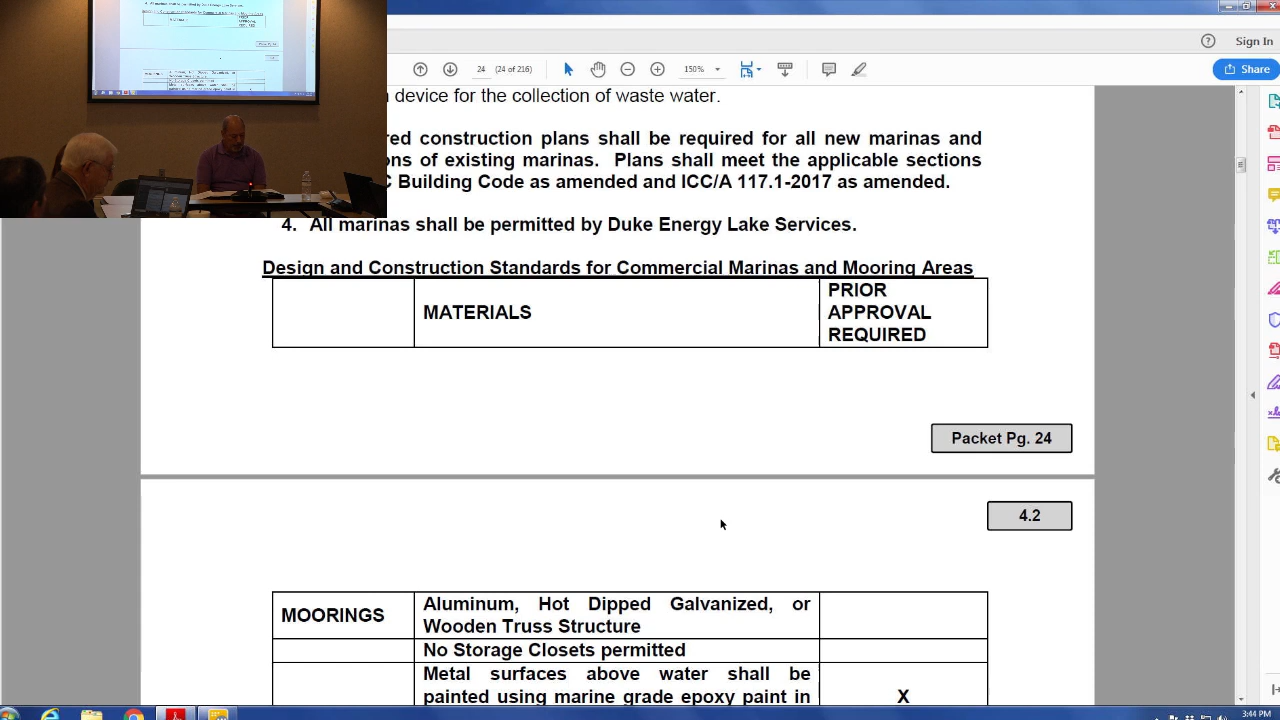 Sign In
24 (24 of 216)
150%
Share
device for the collection of waste water.
red construction plans shall be required for all new marinas and
ons of existing marinas. Plans shall meet the applicable sections
C Building Code as amended and ICC/A 117.1-2017 as amended.
4. All marinas shall be permitted by Duke Energy Lake Services.
Design and Construction Standards for Commercial Marinas and Mooring Areas
MATERIALS
PRIOR
APPROVAL
REQUIRED
Packet Pg. 24
4.2
MOORINGS
Aluminum, Hot Dipped Galvanized, or
Wooden Truss Structure
No Storage Closets permitted
Metal surfaces above water shall be
painted using marine grade epoxy paint in
X
3:44 PM